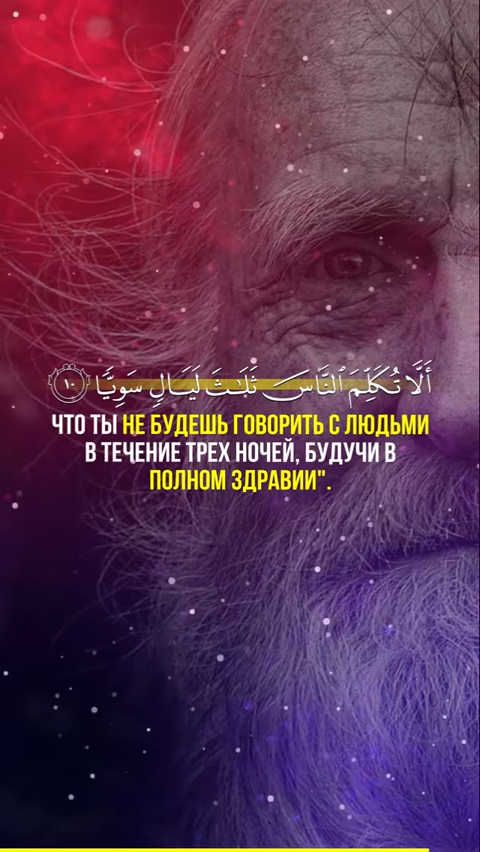 أَلَّا تُكَلِّمَ ٱلنَّاسَ ثَلَـٰثَ لَيَالٍ سَوِيًّا ١٠
ЧТО ТЫ НЕ БУДЕШЬ ГОВОРИТЬ С ЛЮДЬМИ
В ТЕЧЕНИЕ ТРЕХ НОЧЕЙ, БУДУЧИ В
ПОЛНОМ ЗДРАВИИ".